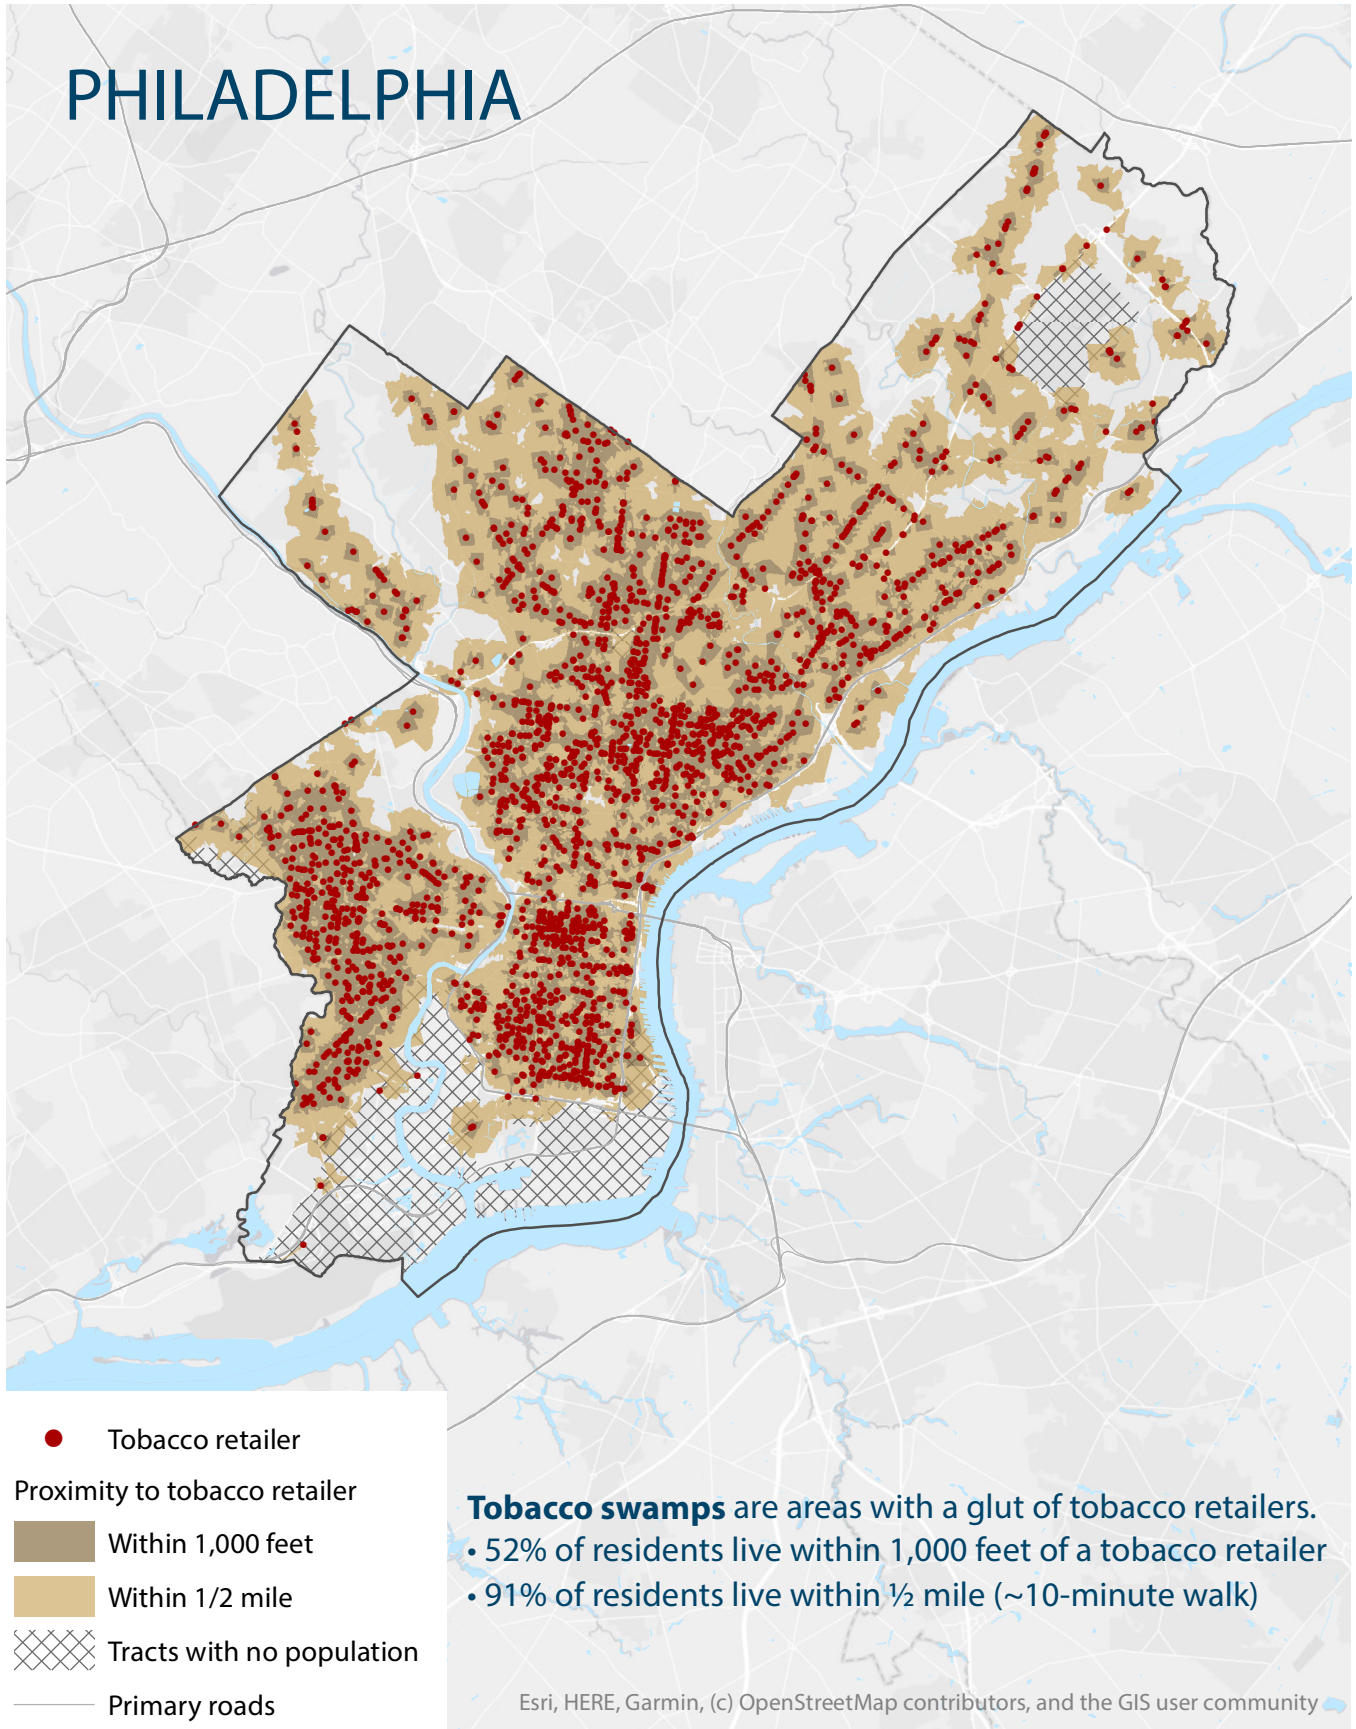 PHILADELPHIA
Tobacco retailer
Proximity to tobacco retailer
Within 1,000 feet
Within 1/2 mile
Tracts with no population
Primary roads
Tobacco swamps are areas with a glut of tobacco retailers.
• 52% of residents live within 1,000 feet of a tobacco retailer
• 91% of residents live within ½ mile (~10-minute walk)
Esri, HERE, Garmin, (c) OpenStreetMap contributors, and the GIS user community